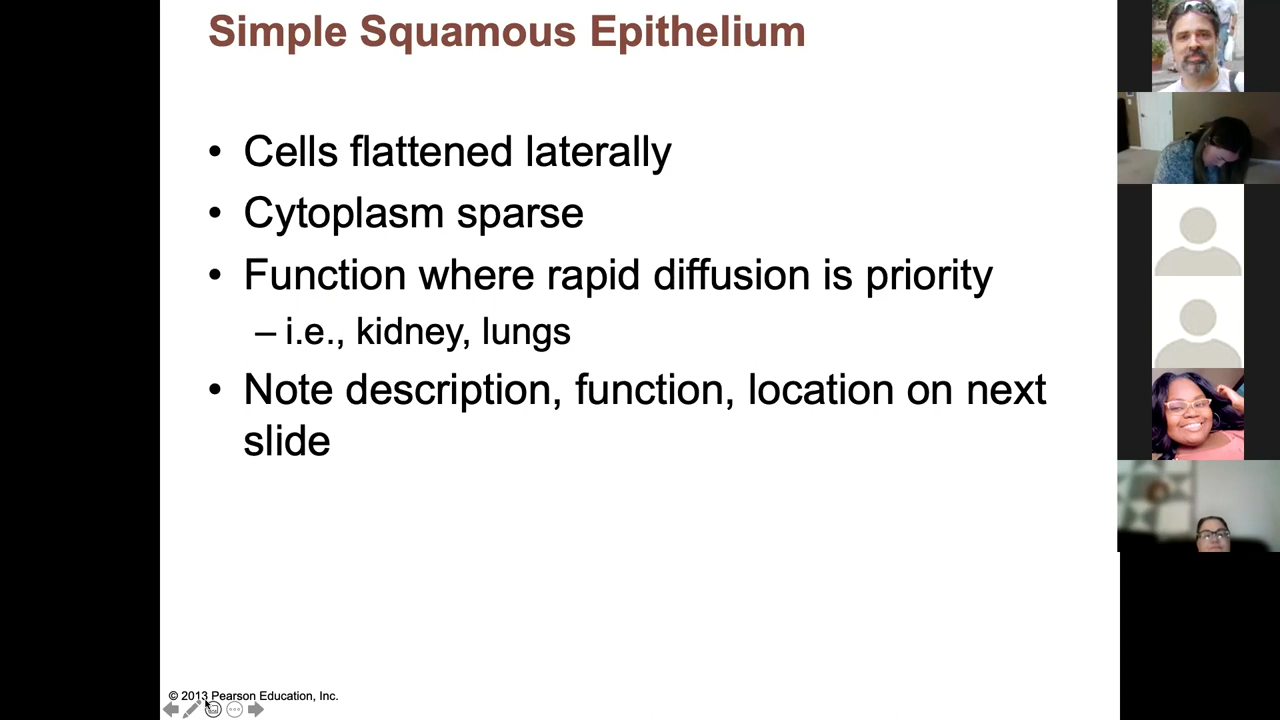 Simple Squamous Epithelium
• Cells flattened laterally
• Cytoplasm sparse
• Function where rapid diffusion is priority
– i.e., kidney, lungs
• Note description, function, location on next
slide
© 2013 Pearson Education, Inc.